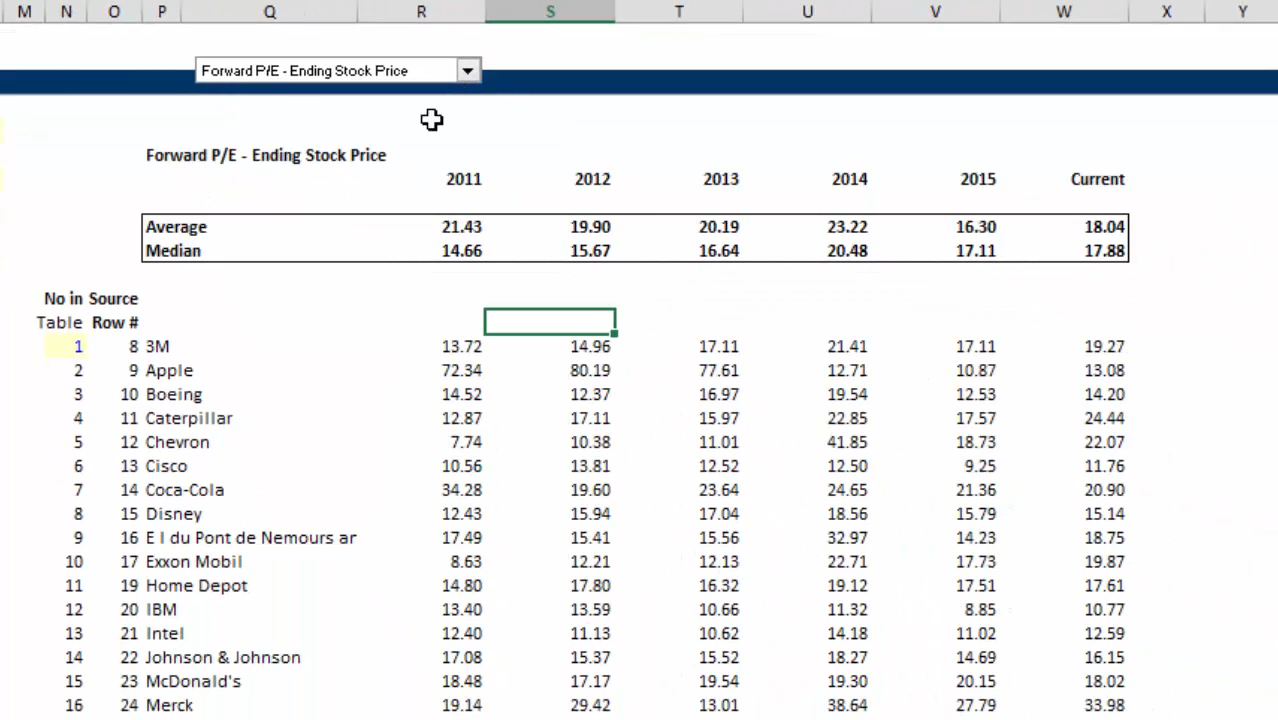 M N O P Q R S T U V W X Y
Forward P/E - Ending Stock Price
Forward P/E - Ending Stock Price
2011 2012 2013 2014 2015 Current
Average 21.43 19.90 20.19 23.22 16.30 18.04
Median 14.66 15.67 16.64 20.48 17.11 17.88
No in Source
Table Row #
1 8 3M 13.72 14.96 17.11 21.41 17.11 19.27
2 9 Apple 72.34 80.19 77.61 12.71 10.87 13.08
3 10 Boeing 14.52 12.37 16.97 19.54 12.53 14.20
4 11 Caterpillar 12.87 17.11 15.97 22.85 17.57 24.44
5 12 Chevron 7.74 10.38 11.01 41.85 18.73 22.07
6 13 Cisco 10.56 13.81 12.52 12.50 9.25 11.76
7 14 Coca-Cola 34.28 19.60 23.64 24.65 21.36 20.90
8 15 Disney 12.43 15.94 17.04 18.56 15.79 15.14
9 16 E I du Pont de Nemours ar 17.49 15.41 15.56 32.97 14.23 18.75
10 17 Exxon Mobil 8.63 12.21 12.13 22.71 17.73 19.87
11 19 Home Depot 14.80 17.80 16.32 19.12 17.51 17.61
12 20 IBM 13.40 13.59 10.66 11.32 8.85 10.77
13 21 Intel 12.40 11.13 10.62 14.18 11.02 12.59
14 22 Johnson & Johnson 17.08 15.37 15.52 18.27 14.69 16.15
15 23 McDonald's 18.48 17.17 19.54 19.30 20.15 18.02
16 24 Merck 19.14 29.42 13.01 38.64 27.79 33.98